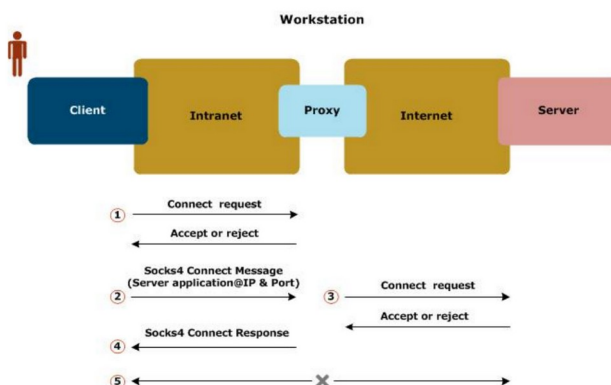 Workstation
Client
Intranet
Proxy
Internet
Server
1
Connect request
Accept or reject
Socks4 Connect Message
(Server application@IP & Port)
2
3
Connect request
Accept or reject
Socks4 Connect Response
4
5